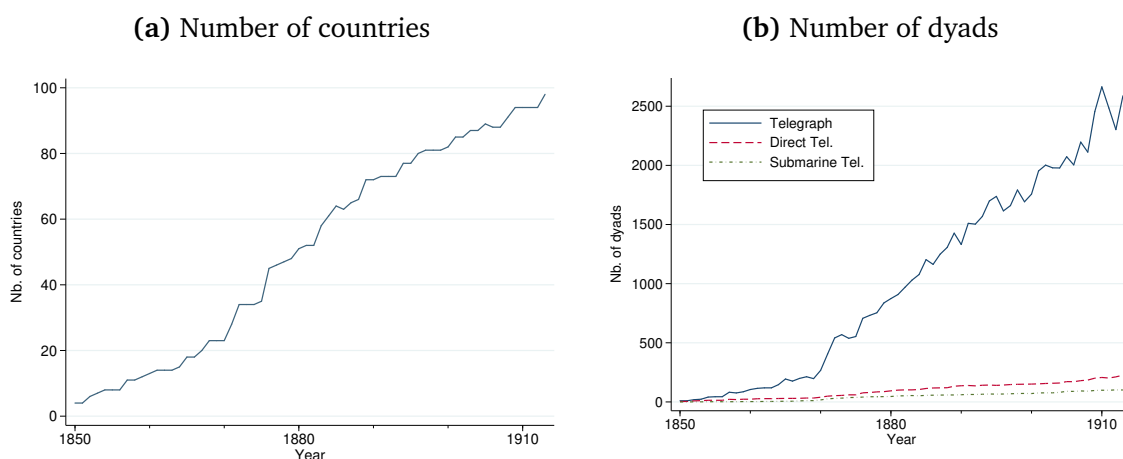 (a) Number of countries
100
80
60
40
20
0
Nb. of countries
1850
1880
1910
Year
(b) Number of dyads
2500
2000
1500
1000
500
0
Nb. of dyads
Telegraph
Direct Tel.
Submarine Tel.
1850
1880
1910
Year